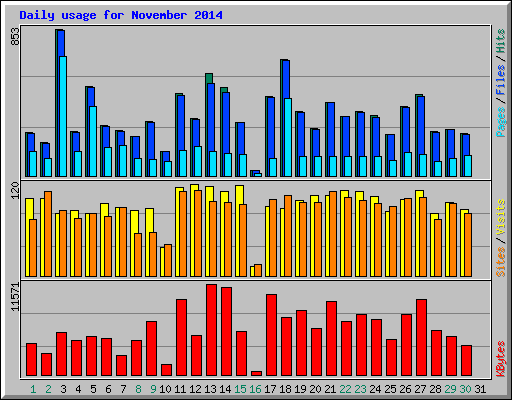 Daily usage for November 2014
853
Pages / Files / Hits
120
Sites / Visits
11571
KBytes
1 2 3 4 5 6 7 8 9 10 11 12 13 14 15 16 17 18 19 20 21 22 23 24 25 26 27 28 29 30 31